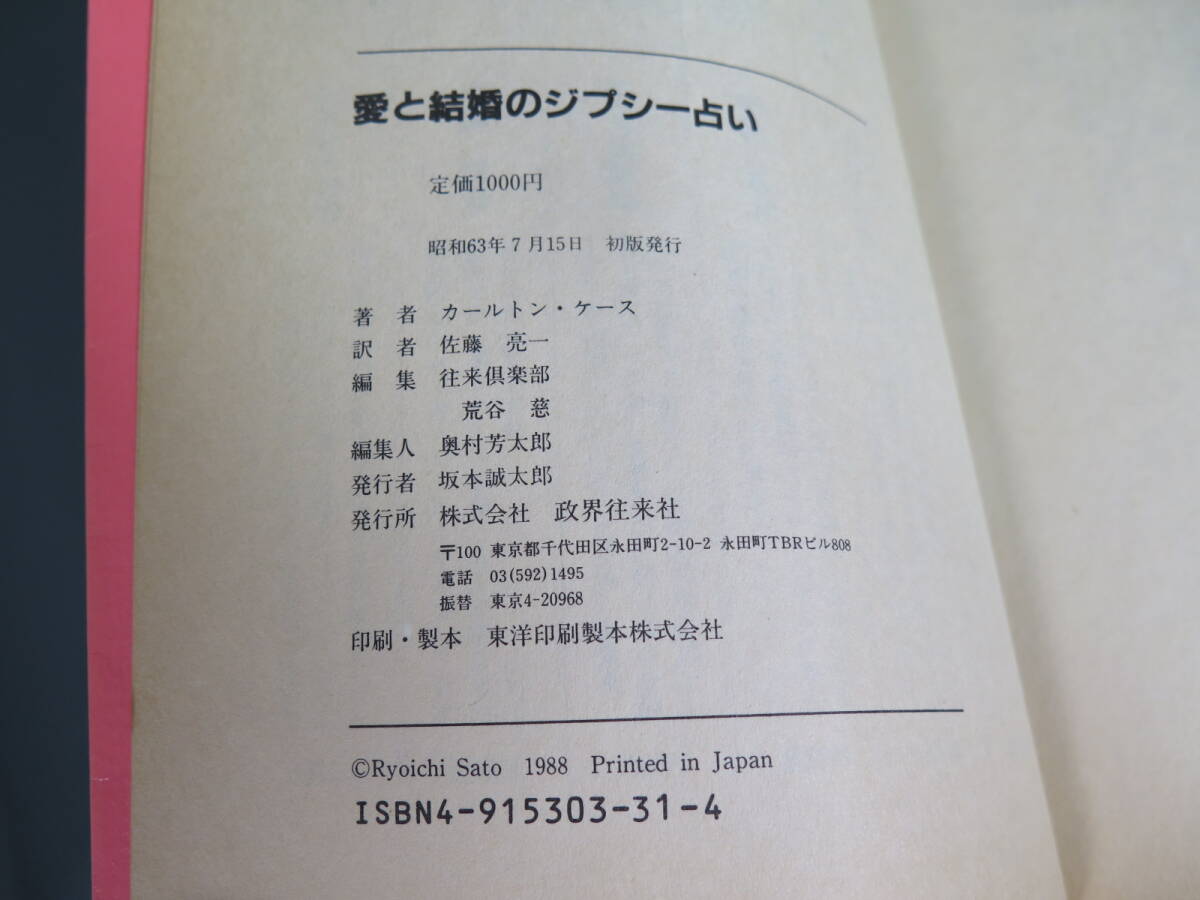 愛と結婚のジプシー占い
定価1000円
昭和63年7月15日 初版発行
著者 カールトン・ケース
訳者 佐藤 亮一
編集 往来倶楽部
荒谷 慈
編集人 奥村芳太郎
発行者 坂本誠太郎
発行所 株式会社 政界往来社
〒100 東京都千代田区永田町2-10-2 永田町TBRビル808
電話 03(592)1495
振替 東京4-20968
印刷・製本 東洋印刷製本株式会社
©Ryoichi Sato 1988 Printed in Japan
ISBN4-915303-31-4